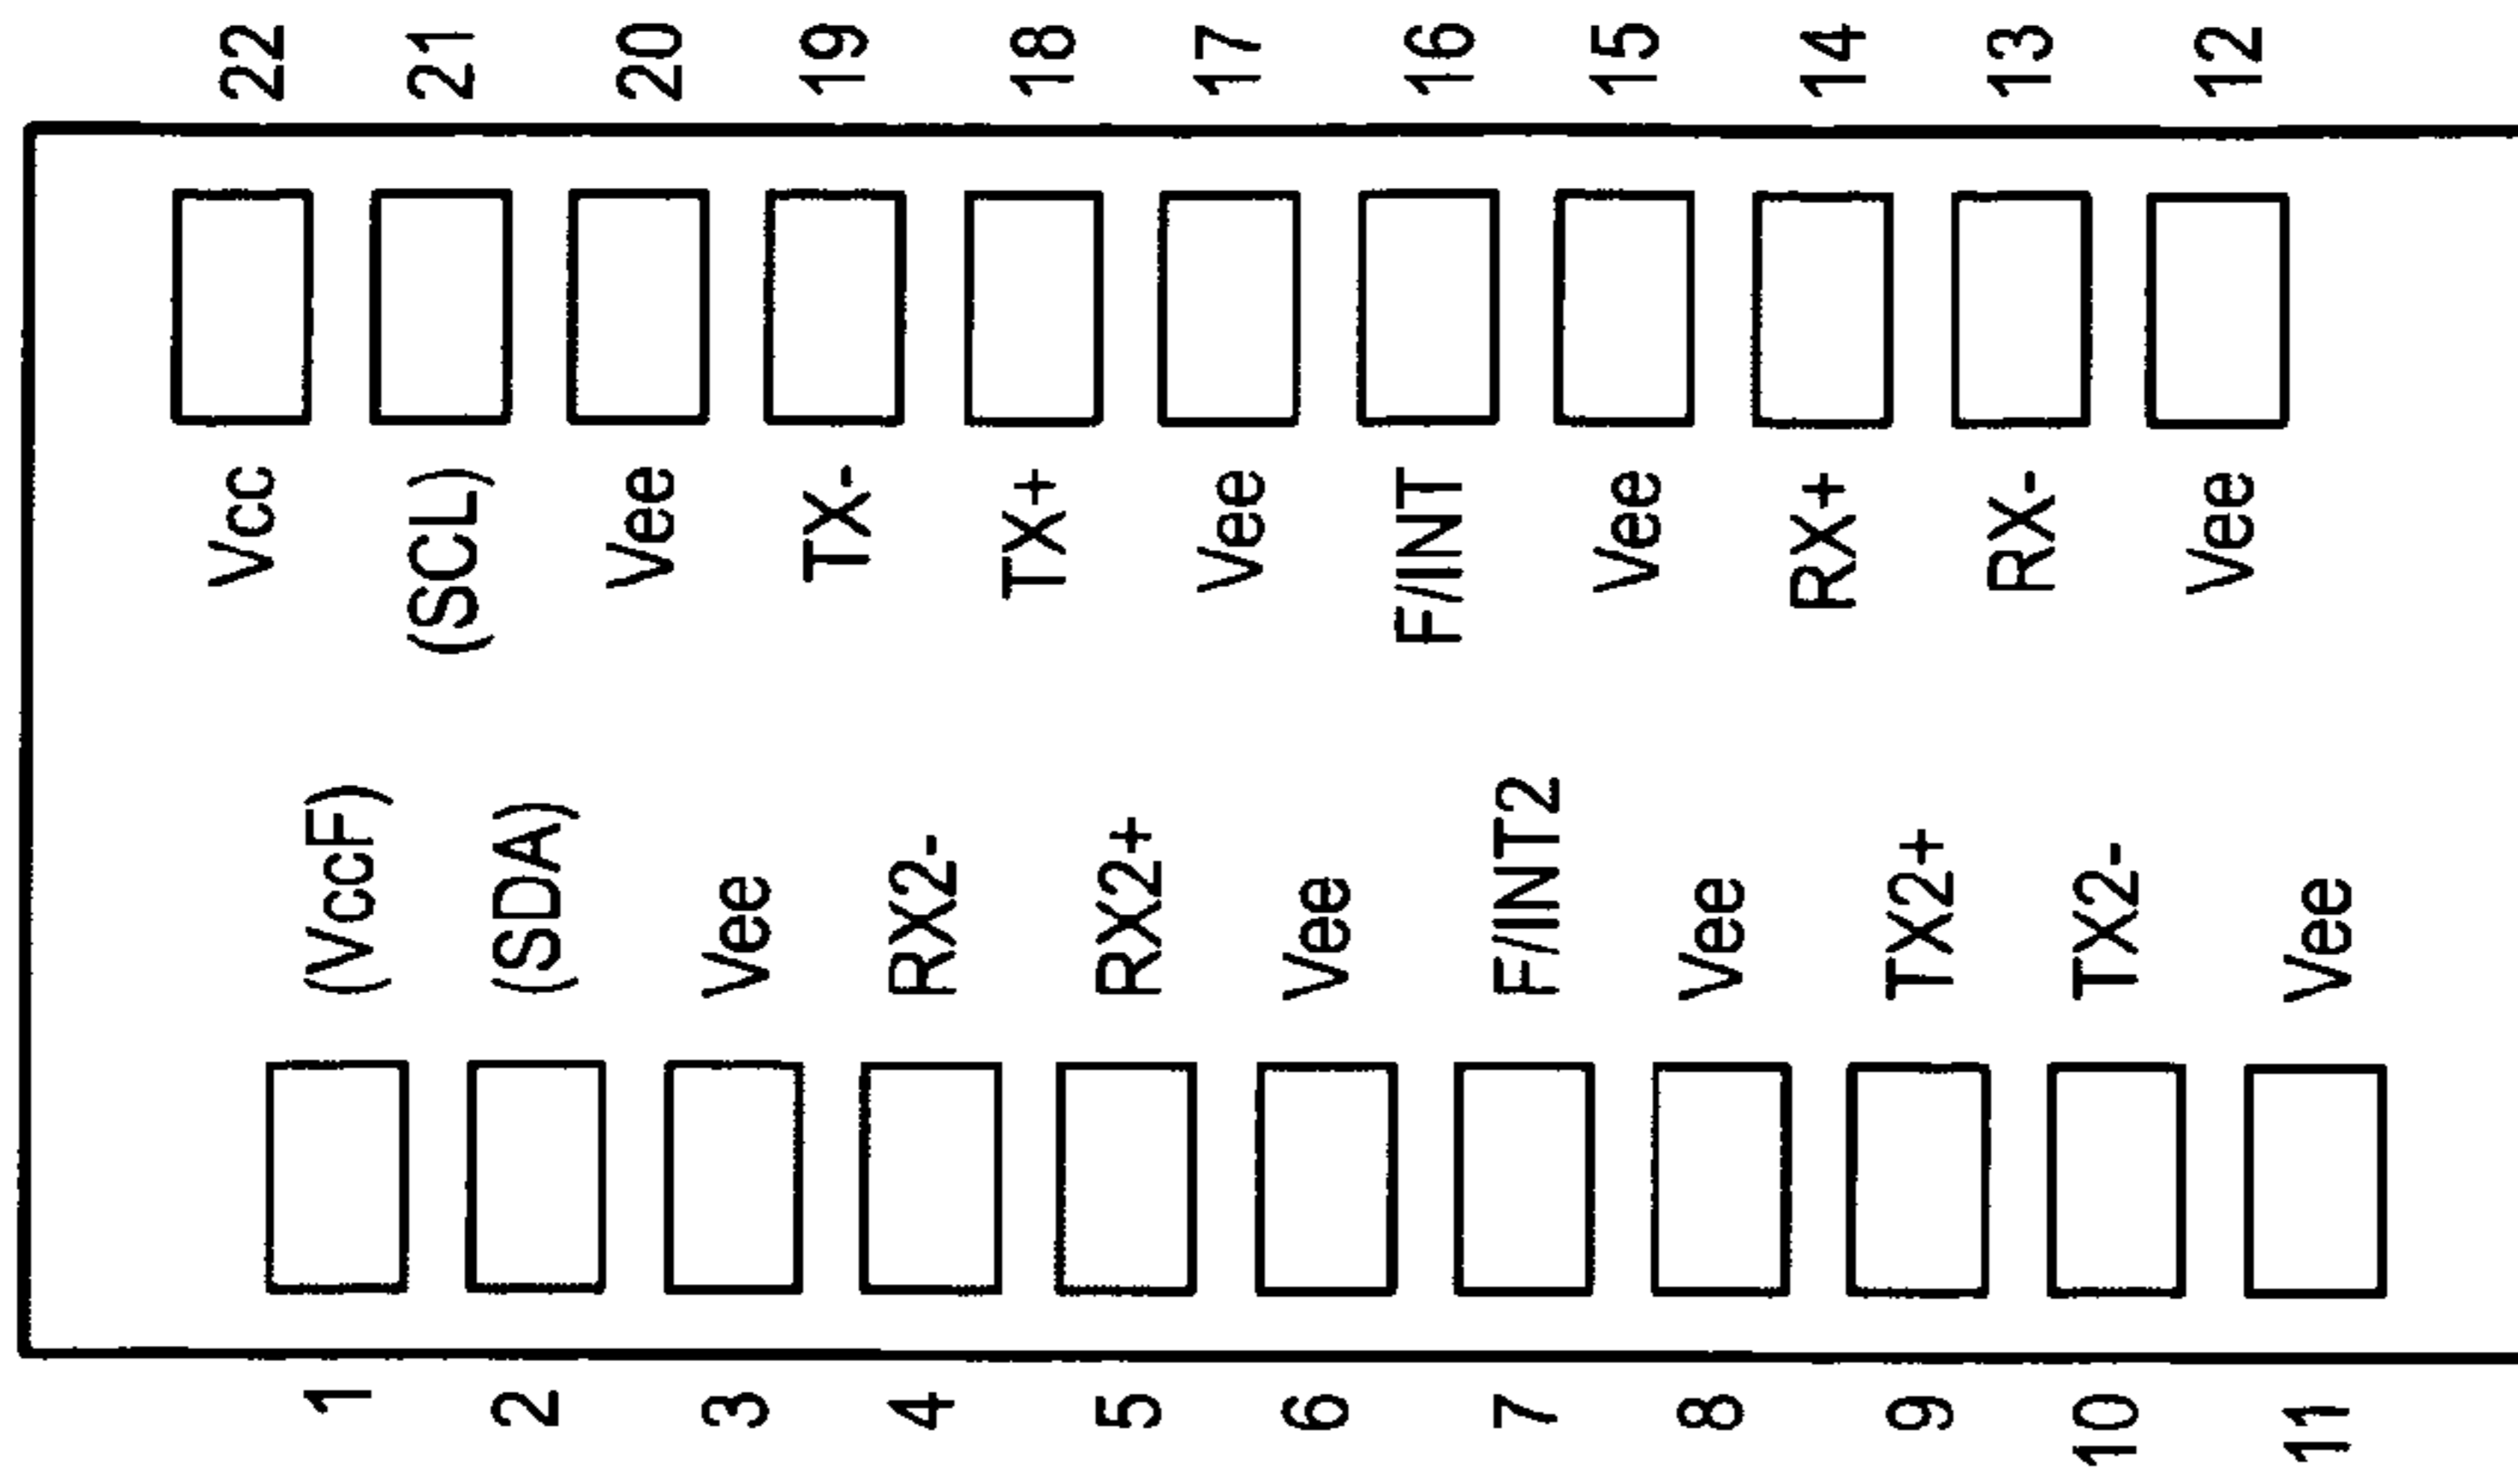 22 21 20 19 18 17 16 15 14 13 12
Vcc (SCL) Vee TX- TX+ Vee F/INT Vee RX+ RX- Vee
(VccF) (SDA) Vee RX2- RX2+ Vee F/INT2 Vee TX2+ TX2- Vee
1 2 3 4 5 6 7 8 9 10 11